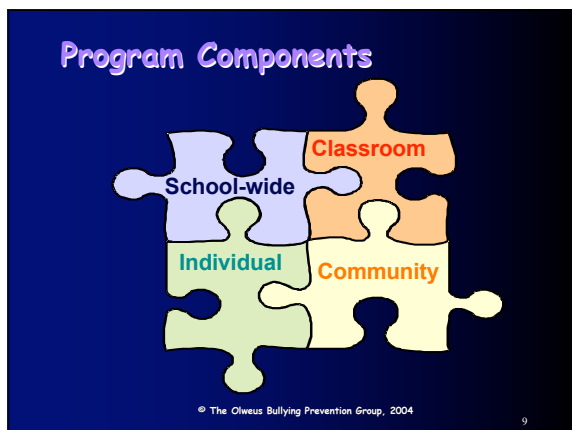 Program Components
Classroom
School-wide
Individual
Community
© The Olweus Bullying Prevention Group, 2004
9